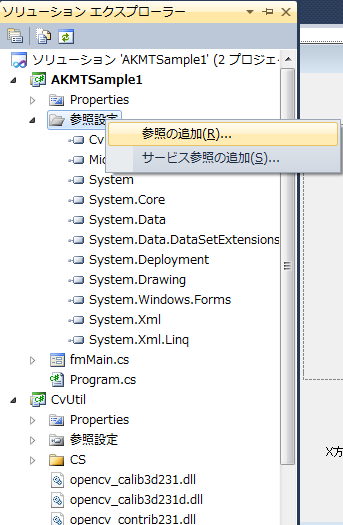 ソリューション エクスプローラー
ソリューション 'AKMTSample1' (2 プロジェ
AKMTSample1
Properties
参照設定
参照の追加(R)...
Cv
サービス参照の追加(S)...
Mic
System
System.Core
System.Data
System.Data.DataSetExtensions
System.Deployment
System.Drawing
System.Windows.Forms
System.Xml
System.Xml.Linq
fmMain.cs
Program.cs
CvUtil
Properties
参照設定
CS
opencv_calib3d231.dll
opencv_calib3d231d.dll
opencv_contrib231.dll
X方